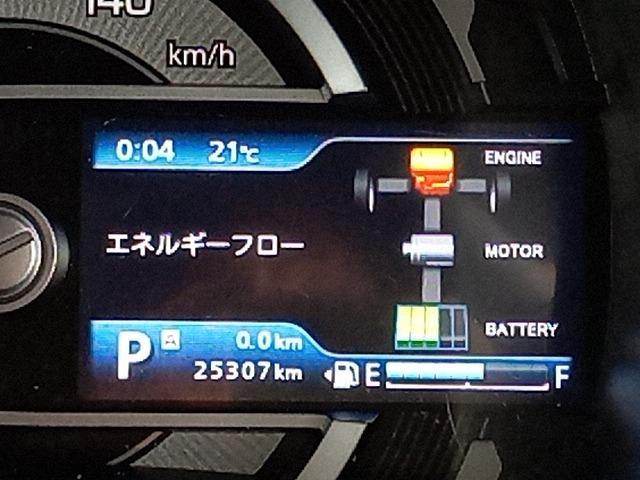 140
km/h
0:04 21℃
ENGINE
エネルギーフロー
MOTOR
BATTERY
P A 0.0km
25307km
E F